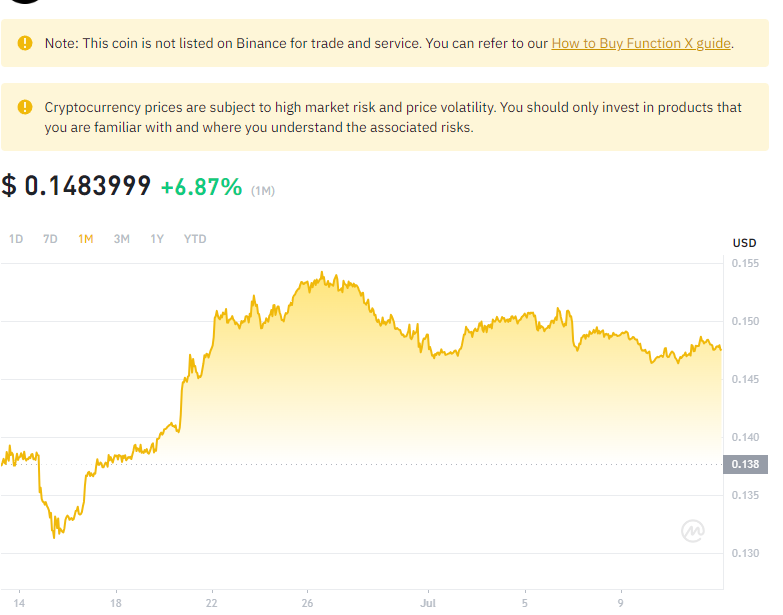 Note: This coin is not listed on Binance for trade and service. You can refer to our How to Buy Function X guide.
Cryptocurrency prices are subject to high market risk and price volatility. You should only invest in products that
you are familiar with and where you understand the associated risks.
$ 0.1483999 +6.87% (1M)
1D 7D 1M 3M 1Y YTD
USD
0.155
0.150
0.145
0.140
0.138
0.135
0.130
14 18 22 26 Jul 5 9